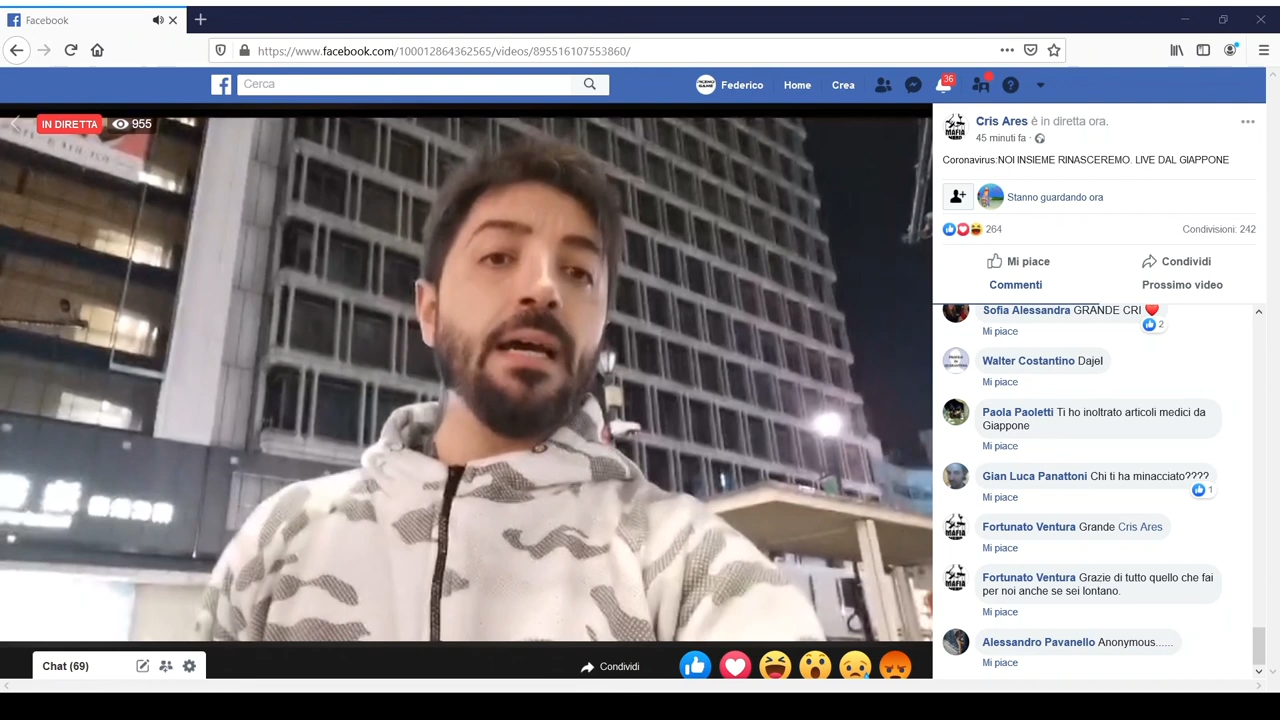 Facebook
https://www.facebook.com/100012864362565/videos/895516107553860/
Cerca
Federico
Home
Crea
36
IN DIRETTA
955
Cris Ares è in diretta ora.
45 minuti fa ·
Coronavirus:NOI INSIEME RINASCEREMO. LIVE DAL GIAPPONE
Stanno guardando ora
264
Condivisioni: 242
Mi piace
Condividi
Commenti
Prossimo video
Sofia Alessandra GRANDE CRI
2
Mi piace
Walter Costantino Dajel
Mi piace
Paola Paoletti Ti ho inoltrato articoli medici da
Giappone
Mi piace
Gian Luca Panattoni Chi ti ha minacciato????
1
Mi piace
Fortunato Ventura Grande Cris Ares
Mi piace
Fortunato Ventura Grazie di tutto quello che fai
per noi anche se sei lontano.
Mi piace
Alessandro Pavanello Anonymous......
Mi piace
Chat (69)
Condividi
MAFIA